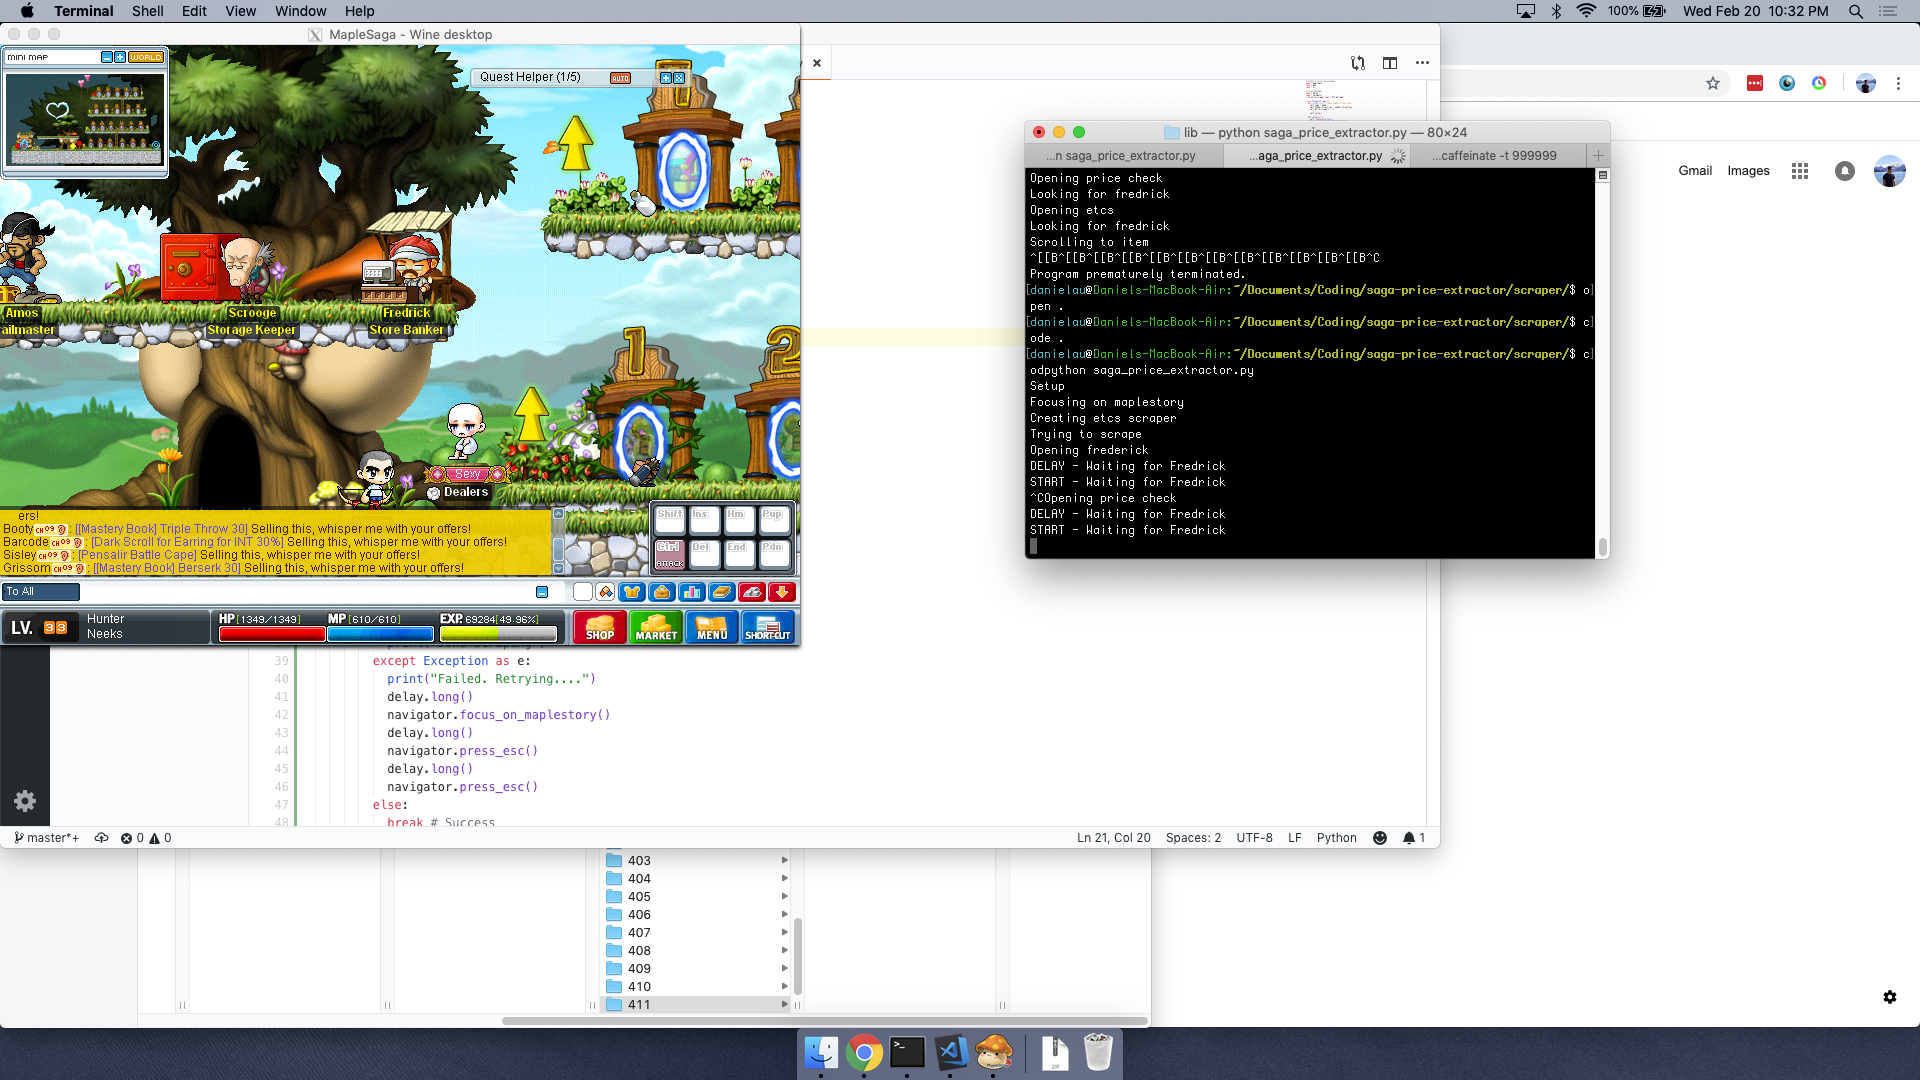 Terminal Shell Edit View Window Help
100% Wed Feb 20 10:32 PM
MapleSaga - Wine desktop
MINI MAP
WORLD
Quest Helper (1/5)
AUTO
Amos
ailmaster
Scrooge
Storage Keeper
Fredrick
Store Banker
1
2
Sexy
Dealers
ers!
Booty CH 09 : [[Mastery Book] Triple Throw 30] Selling this, whisper me with your offers!
Barcode CH 09 : [Dark Scroll for Earring for INT 30%] Selling this, whisper me with your offers!
Sisley CH 09 : [Pensalir Battle Cape] Selling this, whisper me with your offers!
Grissom CH 09 : [[Mastery Book] Berserk 30] Selling this, whisper me with your offers!
Shift Ins Hm Pup
Ctrl Del End Pdn
ATTACK
To All
LV. 33
Hunter
Neeks
HP[1349/1349] MP[610/610] EXP. 69284[49.96%]
SHOP MARKET MENU SHORTCUT
lib — python saga_price_extractor.py — 80×24
...n saga_price_extractor.py
...aga_price_extractor.py
...caffeinate -t 999999
Opening price check
Looking for fredrick
Opening etcs
Looking for fredrick
Scrolling to item
^[[B^[[B^[[B^[[B^[[B^[[B^[[B^[[B^[[B^[[B^[[B^[[B^C
Program prematurely terminated.
[danielau@Daniels-MacBook-Air:~/Documents/Coding/saga-price-extractor/scraper/$ o]
pen .
[danielau@Daniels-MacBook-Air:~/Documents/Coding/saga-price-extractor/scraper/$ c]
ode .
[danielau@Daniels-MacBook-Air:~/Documents/Coding/saga-price-extractor/scraper/$ c]
odpython saga_price_extractor.py
Setup
Focusing on maplestory
Creating etcs scraper
Trying to scrape
Opening frederick
DELAY - Waiting for Fredrick
START - Waiting for Fredrick
^COpening price check
DELAY - Waiting for Fredrick
START - Waiting for Fredrick
Gmail Images
39 except Exception as e:
40 print("Failed. Retrying....")
41 delay.long()
42 navigator.focus_on_maplestory()
43 delay.long()
44 navigator.press_esc()
45 delay.long()
46 navigator.press_esc()
47 else:
48 break # Success
master*+ 0 0
Ln 21, Col 20 Spaces: 2 UTF-8 LF Python 1
403
404
405
406
407
408
409
410
411
ZIP